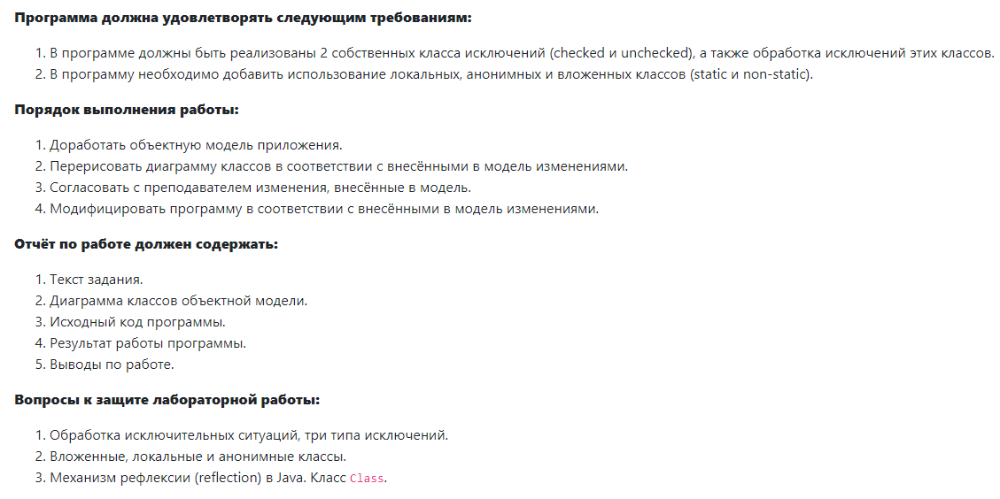 Программа должна удовлетворять следующим требованиям:
1. В программе должны быть реализованы 2 собственных класса исключений (checked и unchecked), а также обработка исключений этих классов.
2. В программу необходимо добавить использование локальных, анонимных и вложенных классов (static и non-static).
Порядок выполнения работы:
1. Доработать объектную модель приложения.
2. Перерисовать диаграмму классов в соответствии с внесёнными в модель изменениями.
3. Согласовать с преподавателем изменения, внесённые в модель.
4. Модифицировать программу в соответствии с внесёнными в модель изменениями.
Отчёт по работе должен содержать:
1. Текст задания.
2. Диаграмма классов объектной модели.
3. Исходный код программы.
4. Результат работы программы.
5. Выводы по работе.
Вопросы к защите лабораторной работы:
1. Обработка исключительных ситуаций, три типа исключений.
2. Вложенные, локальные и анонимные классы.
3. Механизм рефлексии (reflection) в Java. Класс Class.